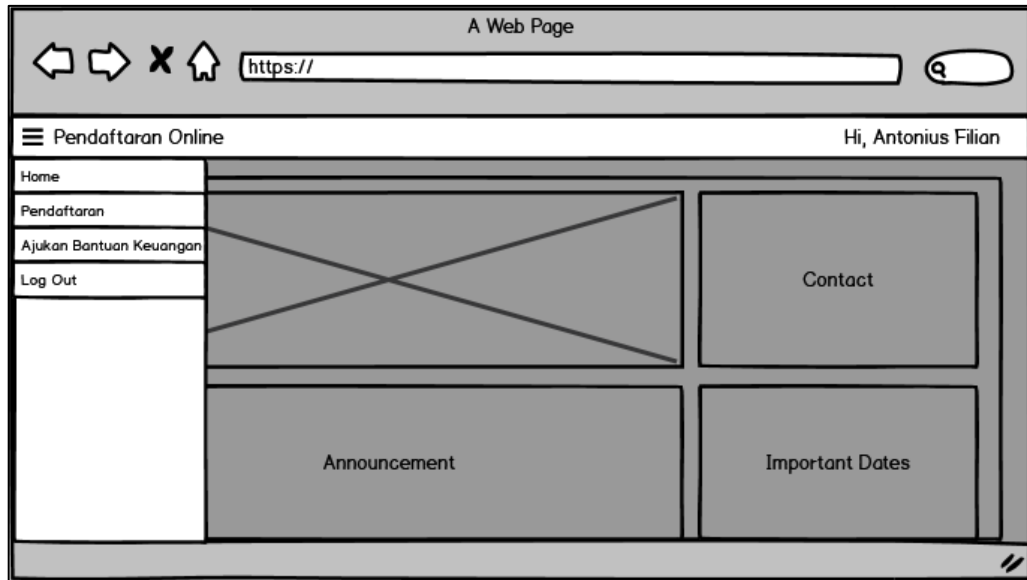 A Web Page
https://
Pendaftaran Online
Hi, Antonius Filian
Home
Pendaftaran
Ajukan Bantuan Keuangan
Log Out
Contact
Announcement
Important Dates